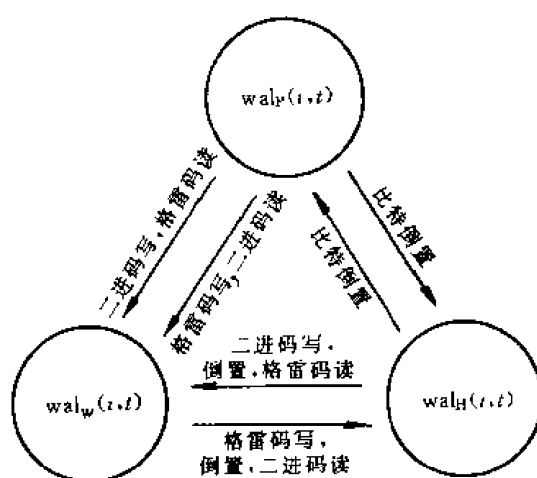 wal_P(i,t)
二进码写,格雷码读
格雷码写,二进码读
比特倒置
比特倒置
二进码写,
倒置,格雷码读
wal_W(i,t)
wal_H(i,t)
格雷码写,
倒置,二进码读